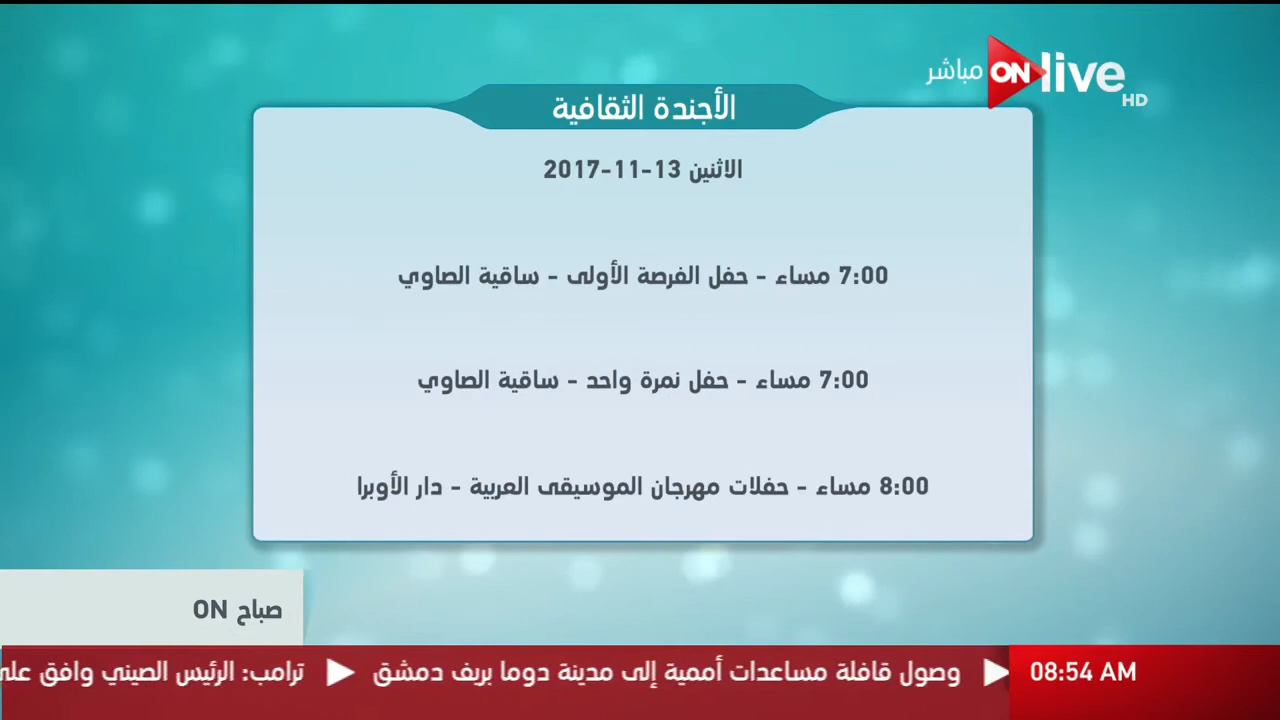 مباشر ON live
HD
الأجندة الثقافية
الاثنين 13-11-2017
7:00 مساء - حفل الفرصة الأولى - ساقية الصاوي
7:00 مساء - حفل نمرة واحد - ساقية الصاوي
8:00 مساء - حفلات مهرجان الموسيقى العربية - دار الأوبرا
صباح ON
08:54 AM
وصول قافلة مساعدات أممية إلى مدينة دوما بريف دمشق ◀ ترامب: الرئيس الصيني وافق على